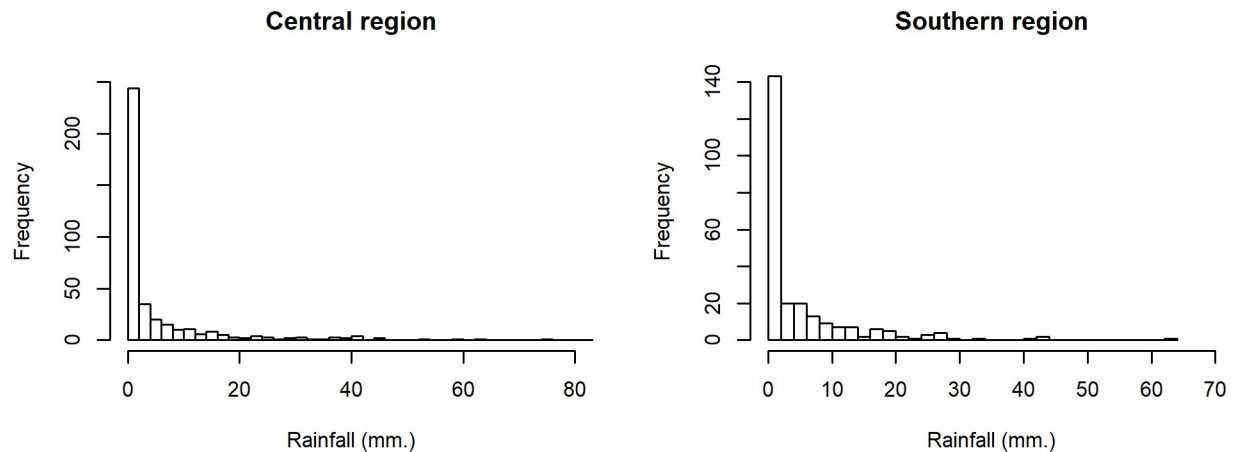 Central region
Frequency
200
100
50
0
0 20 40 60 80
Rainfall (mm.)
Southern region
Frequency
140
100
60
20
0
0 10 20 30 40 50 60 70
Rainfall (mm.)